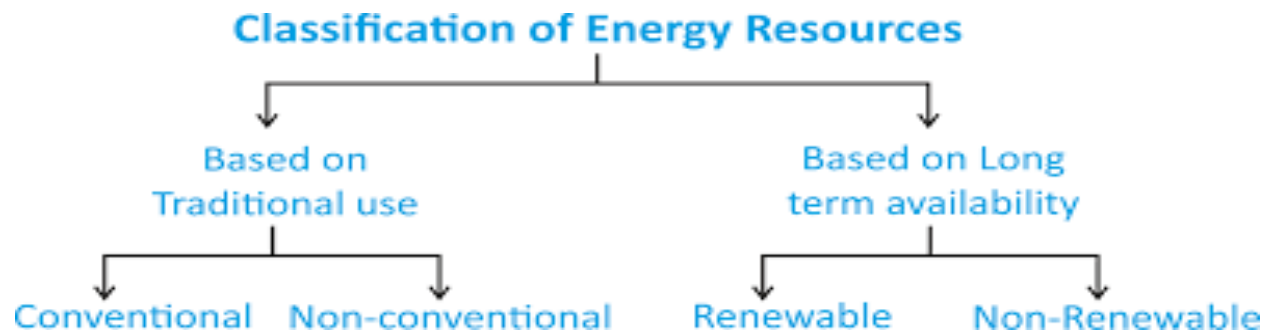 Classification of Energy Resources
Based on
Traditional use
Based on Long
term availability
Conventional
Non-conventional
Renewable
Non-Renewable